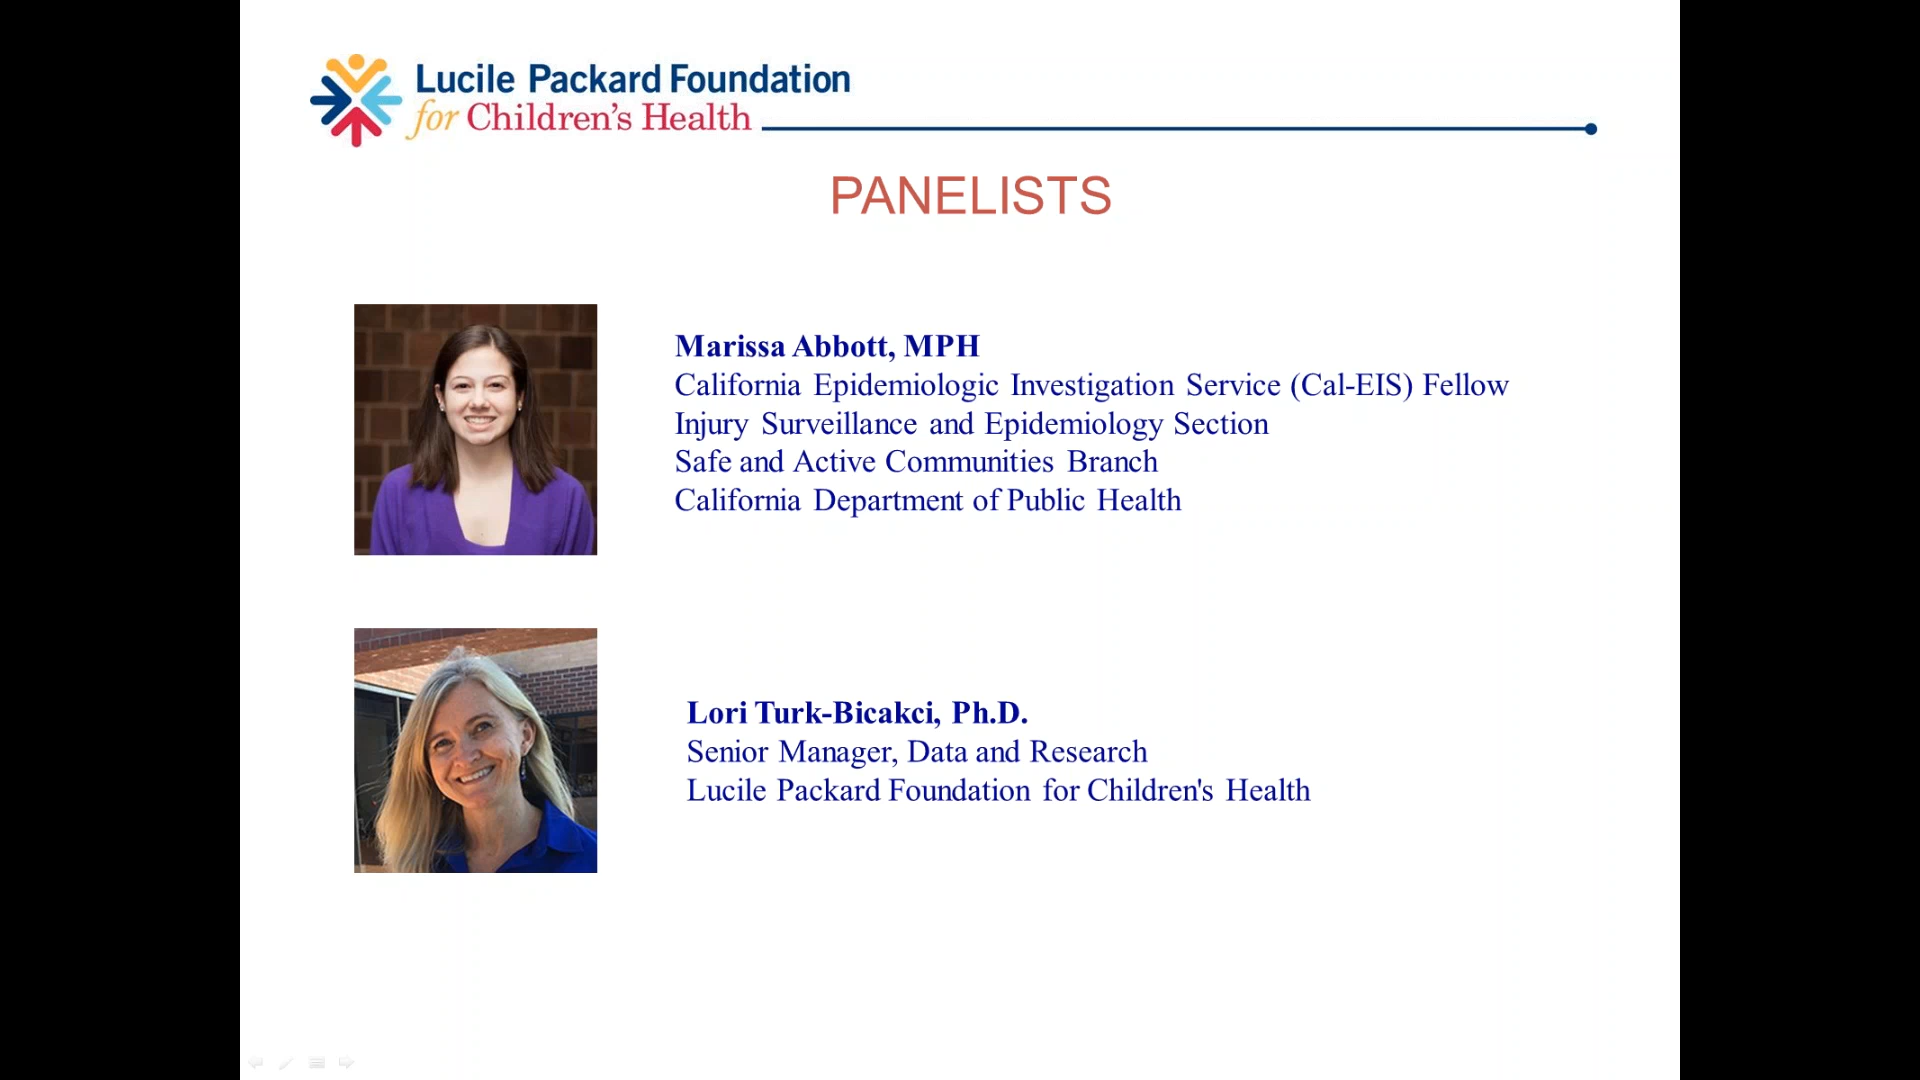 Lucile Packard Foundation
for Children's Health
PANELISTS
Marissa Abbott, MPH
California Epidemiologic Investigation Service (Cal-EIS) Fellow
Injury Surveillance and Epidemiology Section
Safe and Active Communities Branch
California Department of Public Health
Lori Turk-Bicakci, Ph.D.
Senior Manager, Data and Research
Lucile Packard Foundation for Children's Health